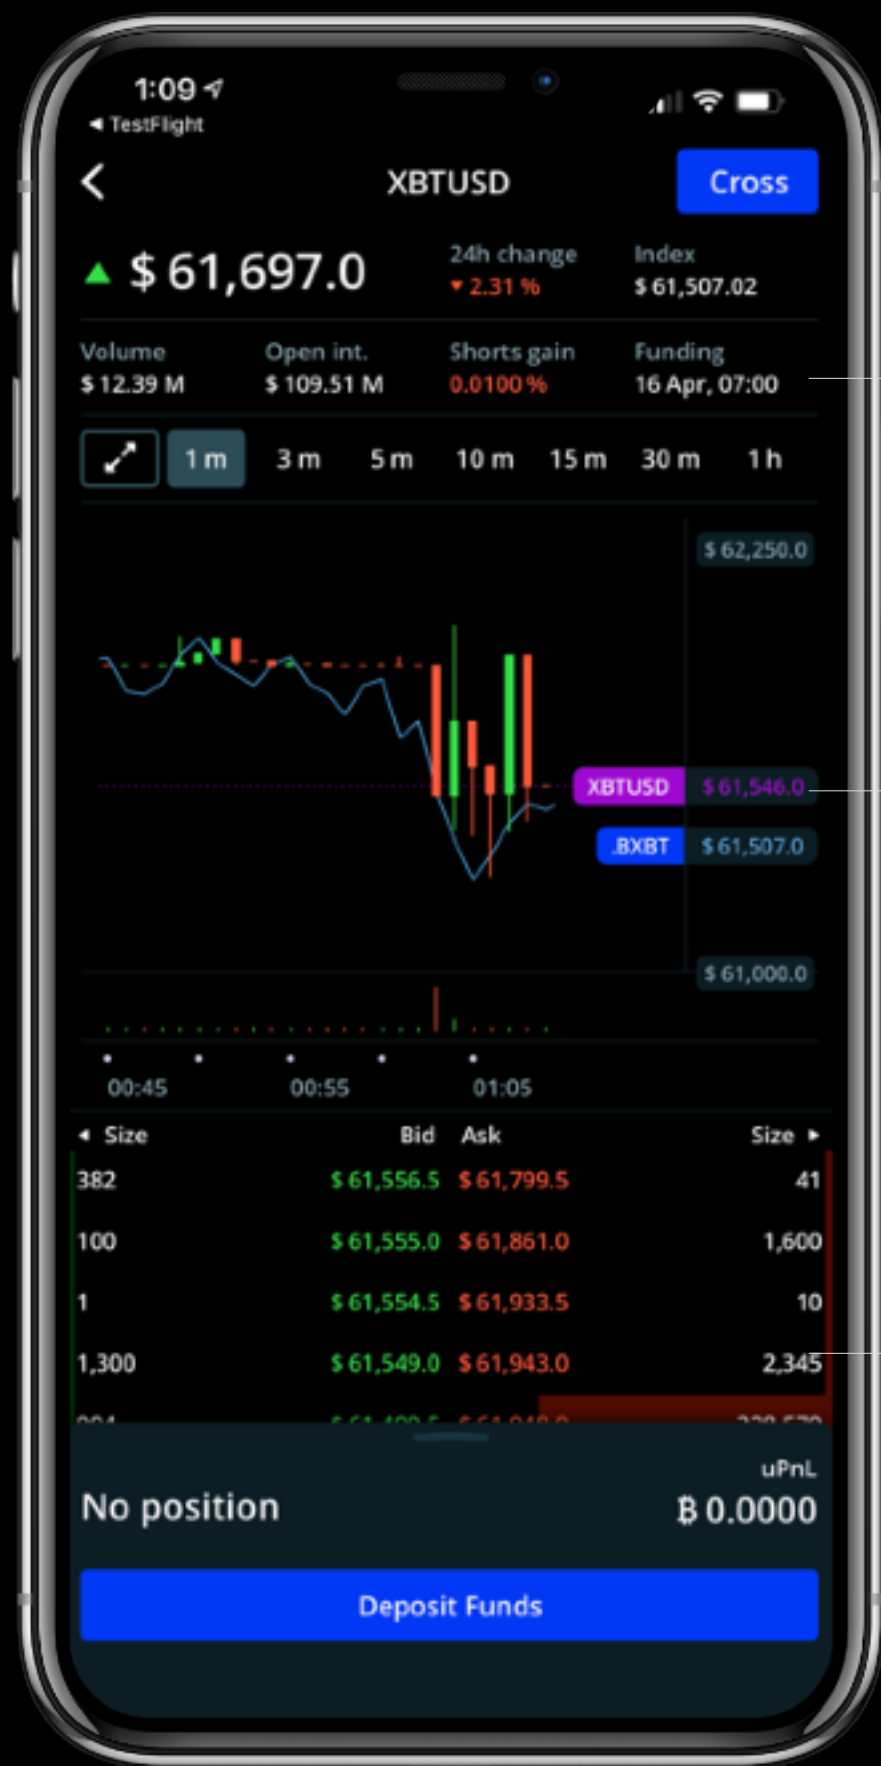 1:09
◄ TestFlight
XBTUSD Cross
$ 61,697.0
24h change Index
2.31 % $ 61,507.02
Volume Open int. Shorts gain Funding
$ 12.39 M $ 109.51 M 0.0100 % 16 Apr, 07:00
1 m 3 m 5 m 10 m 15 m 30 m 1 h
$ 62,250.0
XBTUSD $ 61,546.0
.BXBT $ 61,507.0
$ 61,000.0
00:45 00:55 01:05
◄ Size Bid Ask Size ►
382 $ 61,556.5 $ 61,799.5 41
100 $ 61,555.0 $ 61,861.0 1,600
1 $ 61,554.5 $ 61,933.5 10
1,300 $ 61,549.0 $ 61,943.0 2,345
uPnL
No position ₿ 0.0000
Deposit Funds